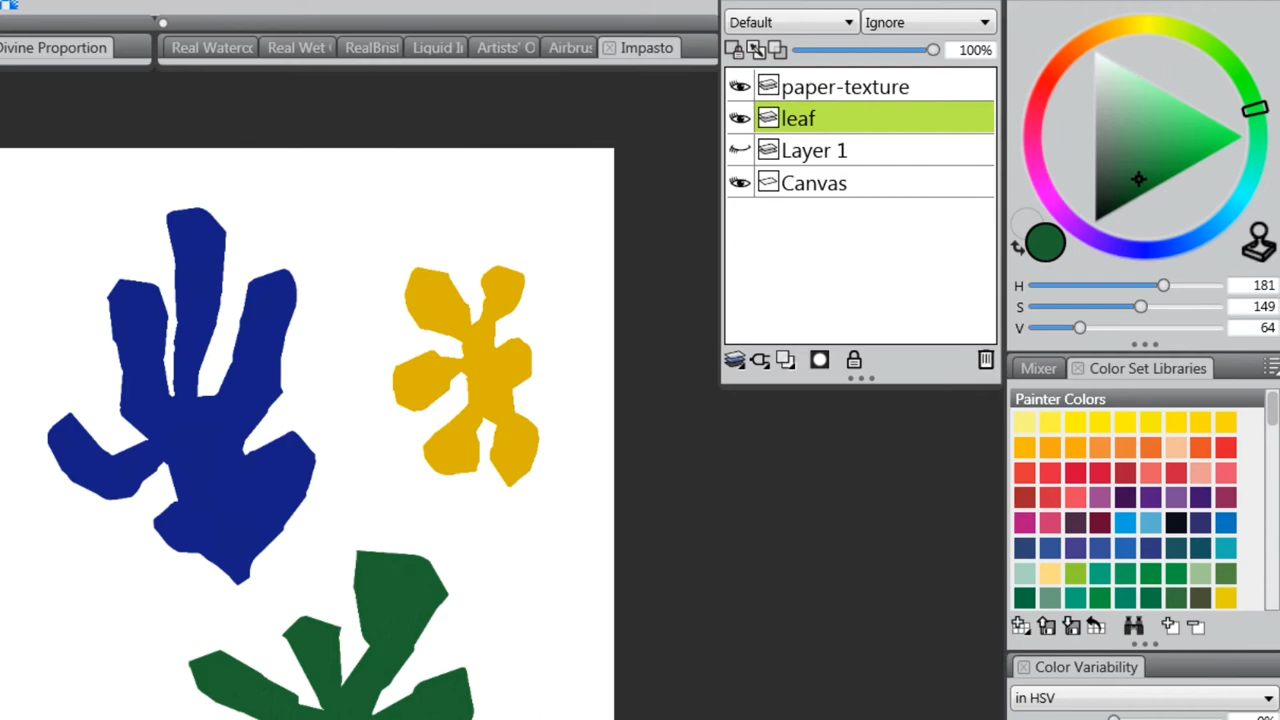 Default
Ignore
Divine Proportion
Real Waterc
Real Wet
RealBrist
Liquid I
Artists' O
Airbrus
Impasto
100%
paper-texture
leaf
Layer 1
Canvas
H 181
S 149
V 64
Mixer
Color Set Libraries
Painter Colors
Color Variability
in HSV